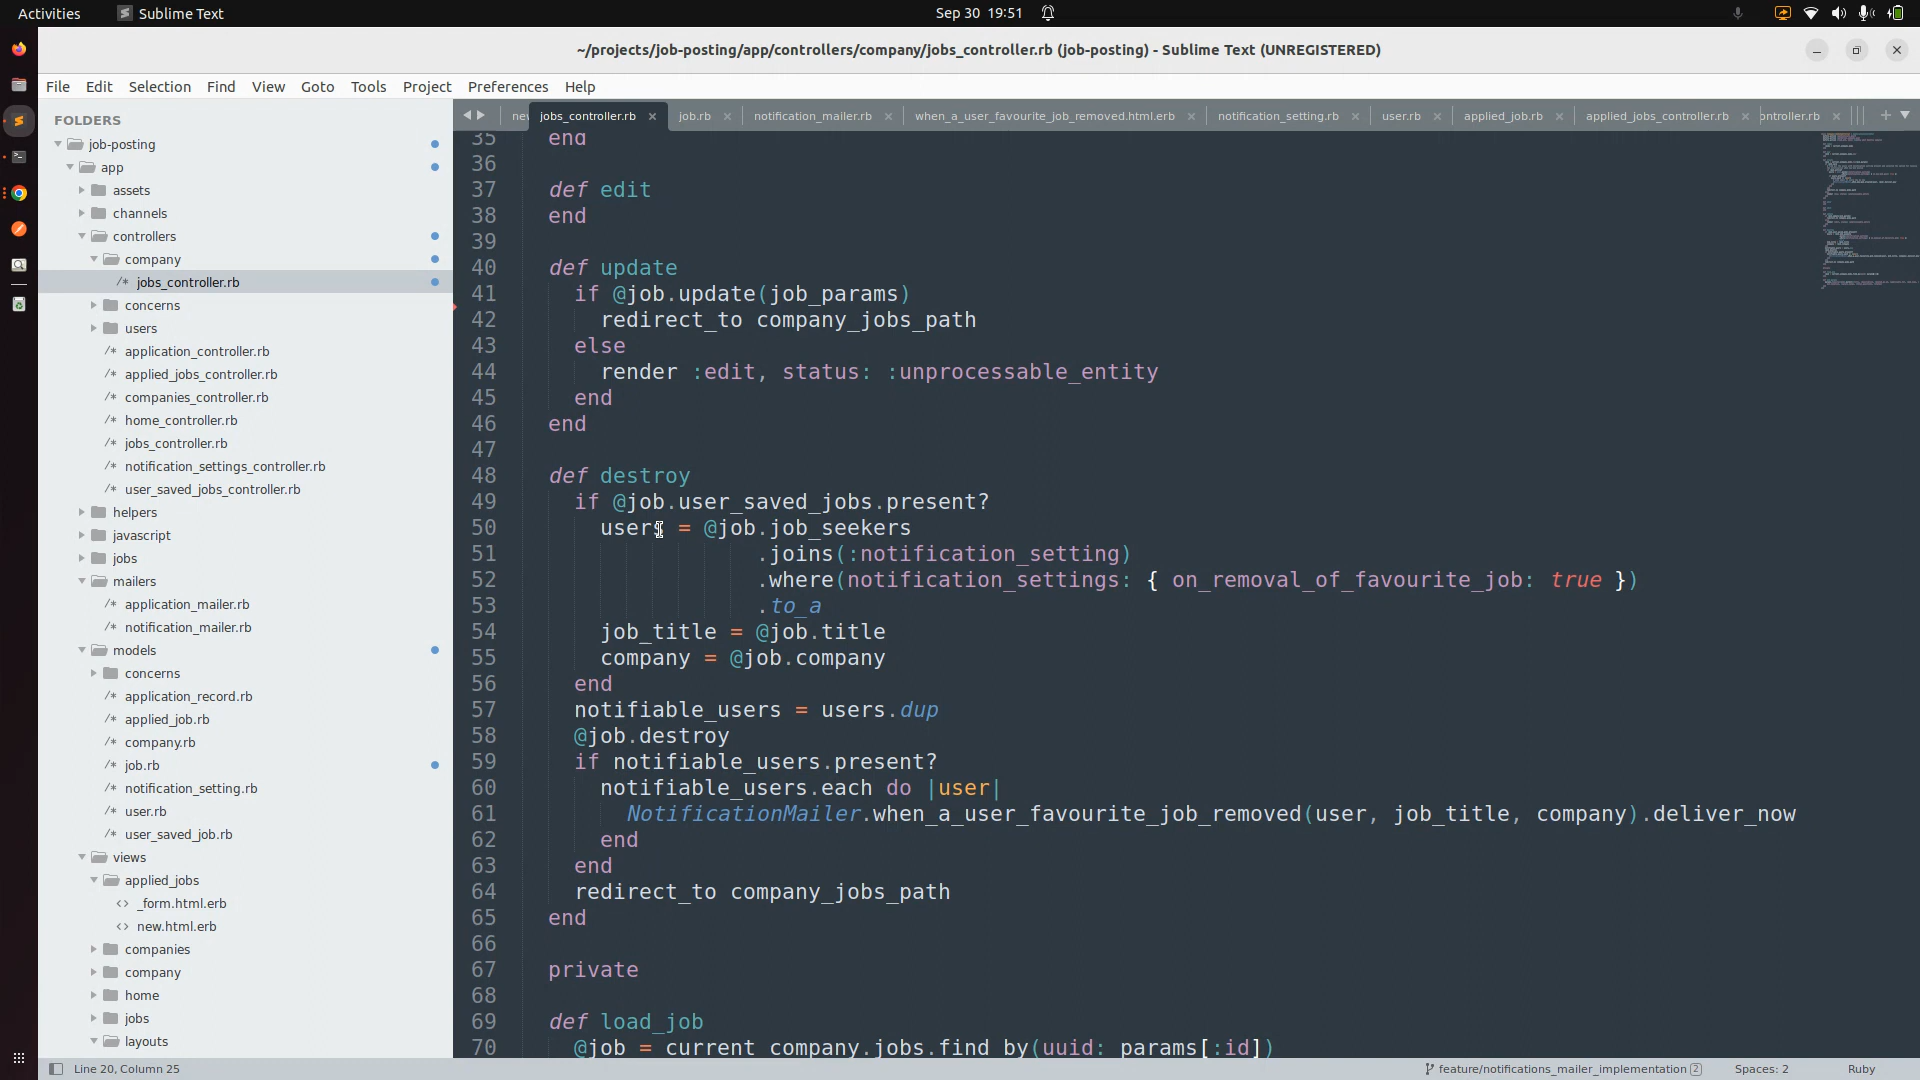 Activities
Sublime Text
Sep 30 19:51
~/projects/job-posting/app/controllers/company/jobs_controller.rb (job-posting) - Sublime Text (UNREGISTERED)
File Edit Selection Find View Goto Tools Project Preferences Help
FOLDERS
job-posting
app
assets
channels
controllers
company
/* jobs_controller.rb
concerns
users
/* application_controller.rb
/* applied_jobs_controller.rb
/* companies_controller.rb
/* home_controller.rb
/* jobs_controller.rb
/* notification_settings_controller.rb
/* user_saved_jobs_controller.rb
helpers
javascript
jobs
mailers
/* application_mailer.rb
/* notification_mailer.rb
models
concerns
/* application_record.rb
/* applied_job.rb
/* company.rb
/* job.rb
/* notification_setting.rb
/* user.rb
/* user_saved_job.rb
views
applied_jobs
<> _form.html.erb
<> new.html.erb
companies
company
home
jobs
layouts
nev jobs_controller.rb job.rb notification_mailer.rb when_a_user_favourite_job_removed.html.erb notification_setting.rb user.rb applied_job.rb applied_jobs_controller.rb ontroller.rb
35 end
36
37 def edit
38 end
39
40 def update
41 if @job.update(job_params)
42 redirect_to company_jobs_path
43 else
44 render :edit, status: :unprocessable_entity
45 end
46 end
47
48 def destroy
49 if @job.user_saved_jobs.present?
50 users = @job.job_seekers
51 .joins(:notification_setting)
52 .where(notification_settings: { on_removal_of_favourite_job: true })
53 .to_a
54 job_title = @job.title
55 company = @job.company
56 end
57 notifiable_users = users.dup
58 @job.destroy
59 if notifiable_users.present?
60 notifiable_users.each do |user|
61 NotificationMailer.when_a_user_favourite_job_removed(user, job_title, company).deliver_now
62 end
63 end
64 redirect_to company_jobs_path
65 end
66
67 private
68
69 def load_job
70 @job = current_company.jobs.find_by(uuid: params[:id])
Line 20, Column 25
feature/notifications_mailer_implementation 2
Spaces: 2
Ruby